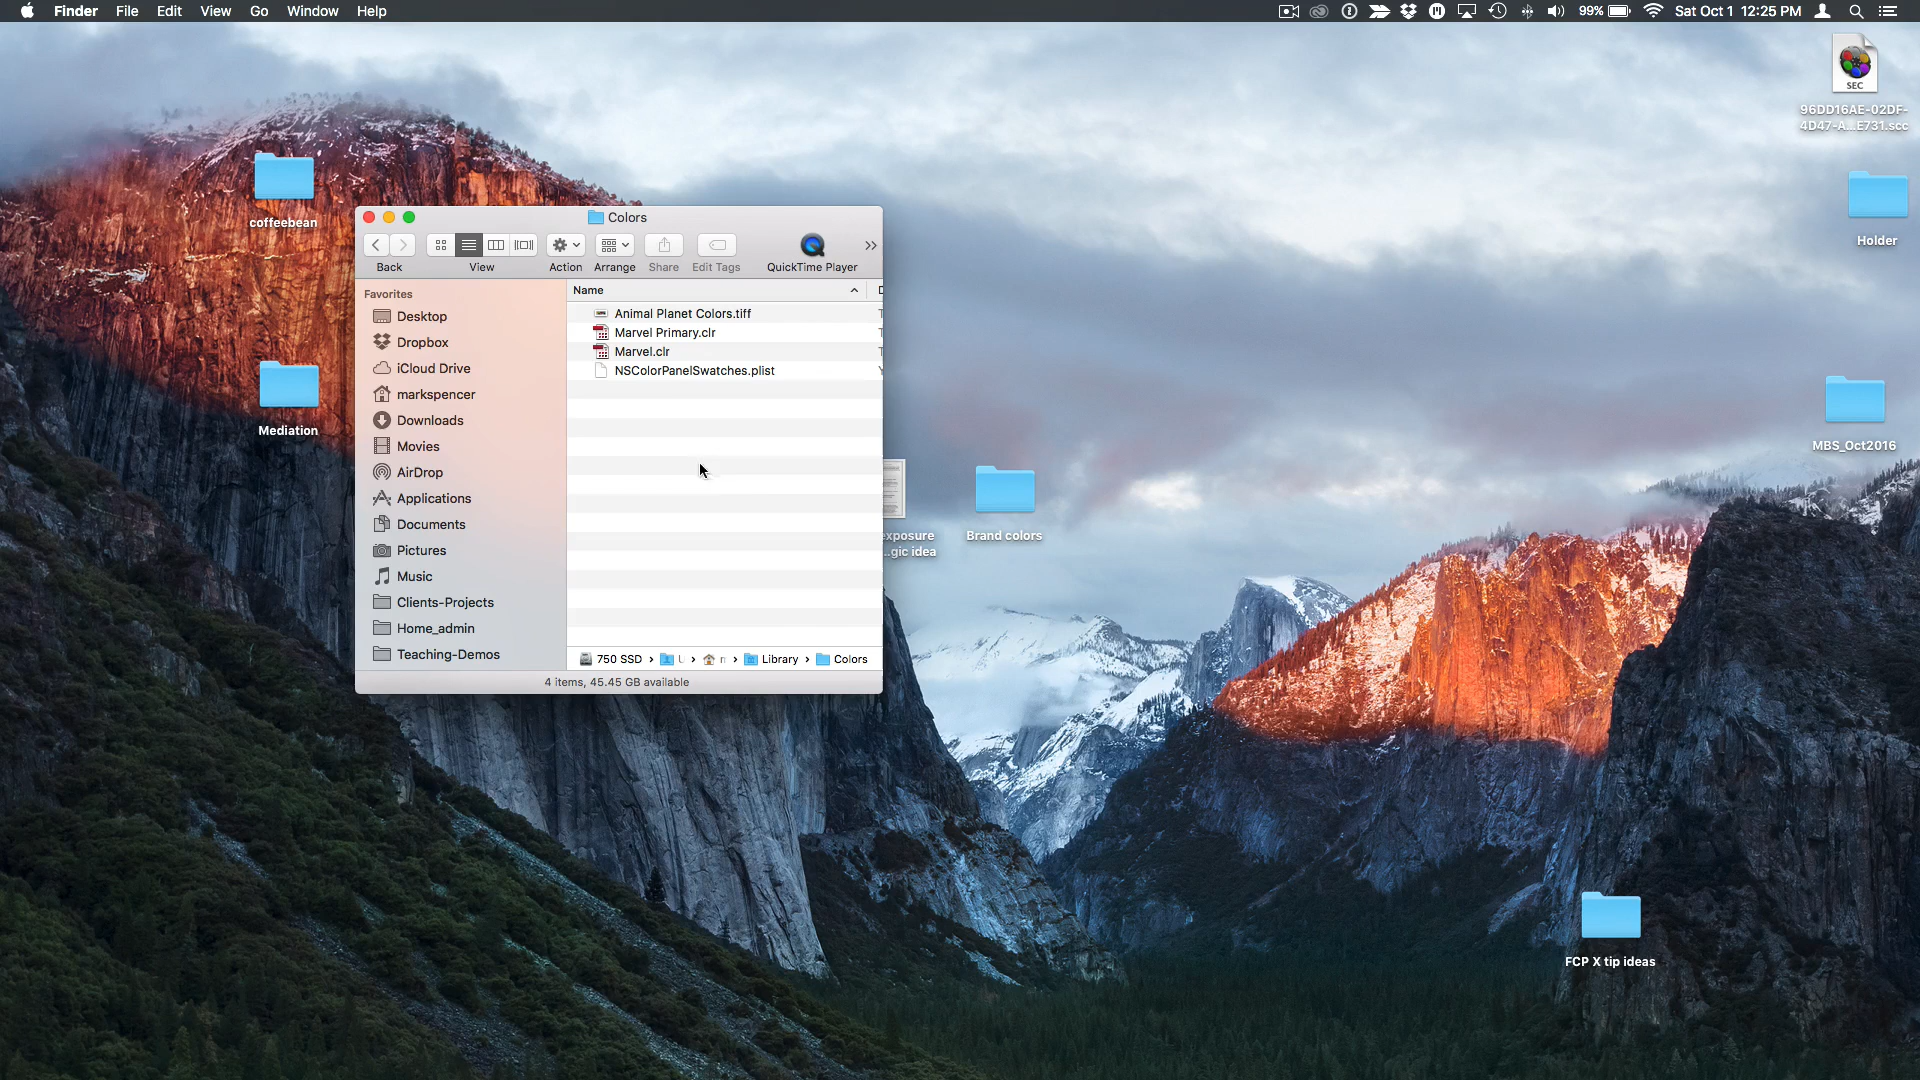 Finder File Edit View Go Window Help
99% Sat Oct 1 12:25 PM
SEC
96DD16AE-02DF-
4D47-A...E731.scc
coffeebean
Holder
Colors
Back View Action Arrange Share Edit Tags QuickTime Player
Favorites
Desktop
Dropbox
iCloud Drive
markspencer
Downloads
Movies
AirDrop
Applications
Documents
Pictures
Music
Clients-Projects
Home_admin
Teaching-Demos
Name
Animal Planet Colors.tiff
Marvel Primary.clr
Marvel.clr
NSColorPanelSwatches.plist
750 SSD › › › Library › Colors
4 items, 45.45 GB available
Mediation
MBS_Oct2016
exposure
...gic idea
Brand colors
FCP X tip ideas